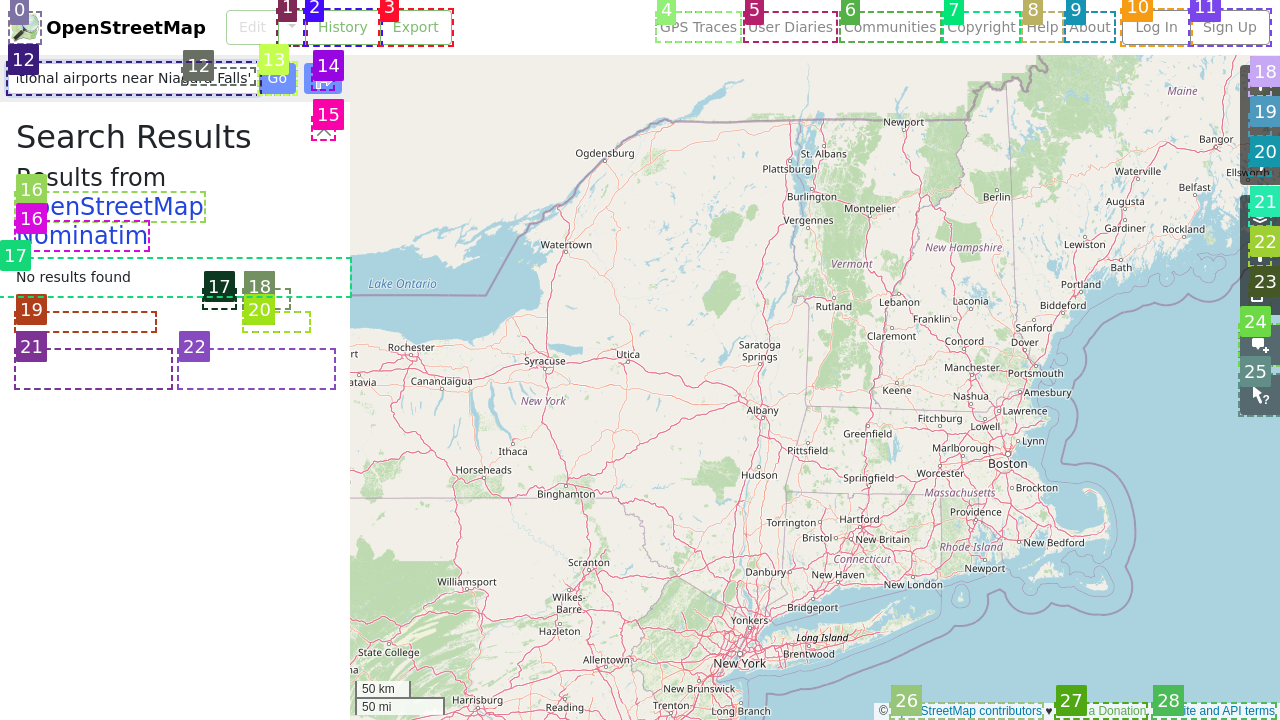 OpenStreetMap
Edit
History
Export
GPS Traces
User Diaries
Communities
Copyright
Help
About
Log In
Sign Up
0
1
2
3
4
5
6
7
8
9
10
11
12
12
13
14
Go
15
Search Results
Results from
OpenStreetMap
Nominatim
16
16
17
No results found
17
18
19
20
21
22
18
19
20
21
22
23
24
25
26
27
28
Maine
Newport
Bangor
Ogdensburg
St. Albans
Plattsburgh
Waterville
Ellsworth
Burlington
Berlin
Belfast
Augusta
Montpelier
Vergennes
Gardiner
Rockland
Watertown
New Hampshire
Lewiston
Vermont
Bath
Lake Ontario
Portland
Rutland
Lebanon
Laconia
Biddeford
Franklin
Sanford
Claremont
Concord
Dover
Rochester
Saratoga
Springs
Utica
Syracuse
Manchester
Portsmouth
Canandaigua
Keene
Nashua
Amesbury
New York
Albany
Lawrence
Fitchburg
Lowell
Greenfield
Lynn
Ithaca
Pittsfield
Marlborough
Boston
Horseheads
Hudson
Springfield
Worcester
Brockton
Binghamton
Massachusetts
Providence
Torrington
Hartford
Bristol
New Britain
New Bedford
Rhode Island
Connecticut
Scranton
Danbury
New Haven
Newport
Williamsport
New London
Wilkes-
Barre
Bridgeport
Yonkers
Hazleton
Long Island
State College
Brentwood
Allentown
New York
New Brunswick
50 km
50 mi
Harrisburg
Reading
Trenton
Long Branch
©
StreetMap contributors
♥
Donation
and API terms